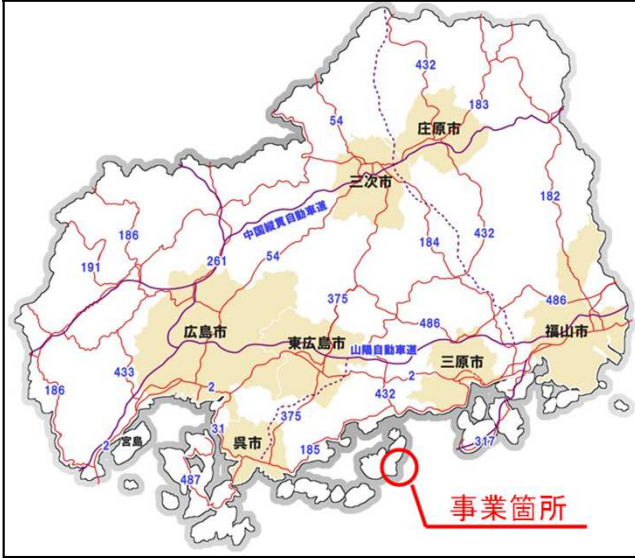 432
183
54
庄原市
三次市
182
中国縦貫自動車道
186
432
184
261
54
191
375
486
広島市
486
東広島市
福山市
山陽自動車道
三原市
433
2
2
186
432
375
31
宮島
2
呉市
185
317
487
事業箇所